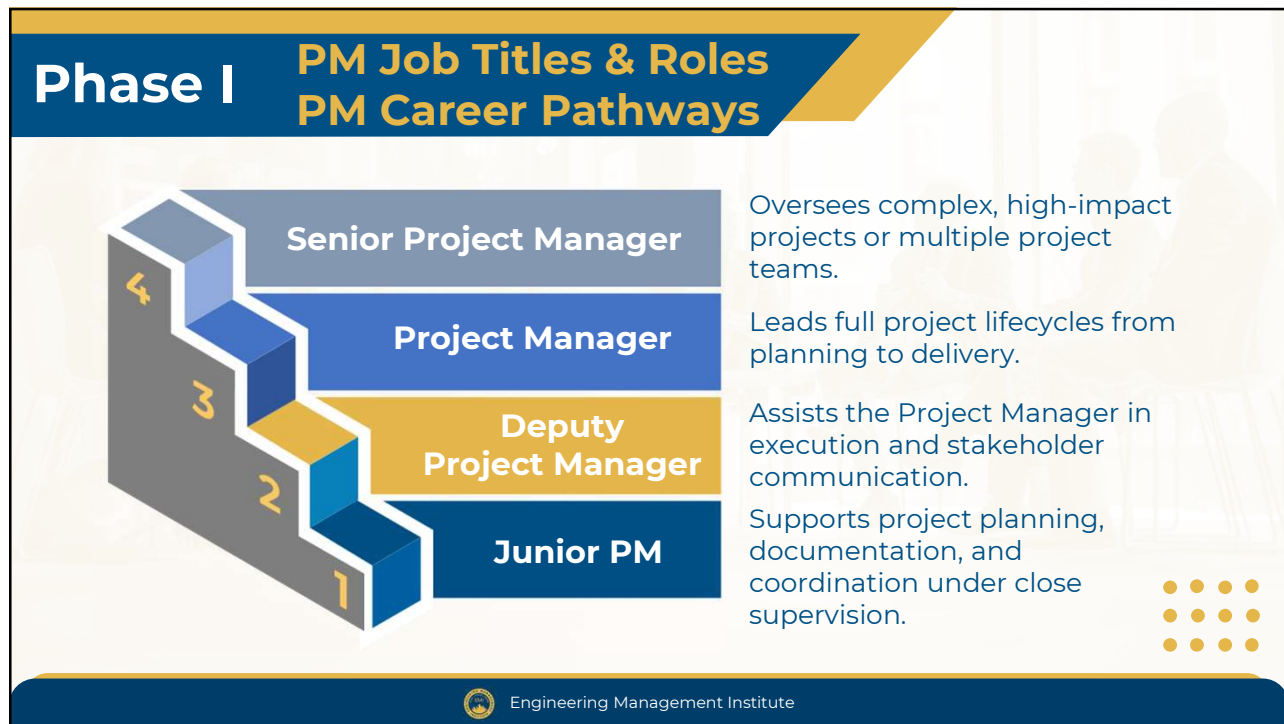 Phase I
PM Job Titles & Roles
PM Career Pathways
4
Senior Project Manager
Oversees complex, high-impact
projects or multiple project
teams.
3
Project Manager
Leads full project lifecycles from
planning to delivery.
2
Deputy
Project Manager
Assists the Project Manager in
execution and stakeholder
communication.
1
Junior PM
Supports project planning,
documentation, and
coordination under close
supervision.
Engineering Management Institute